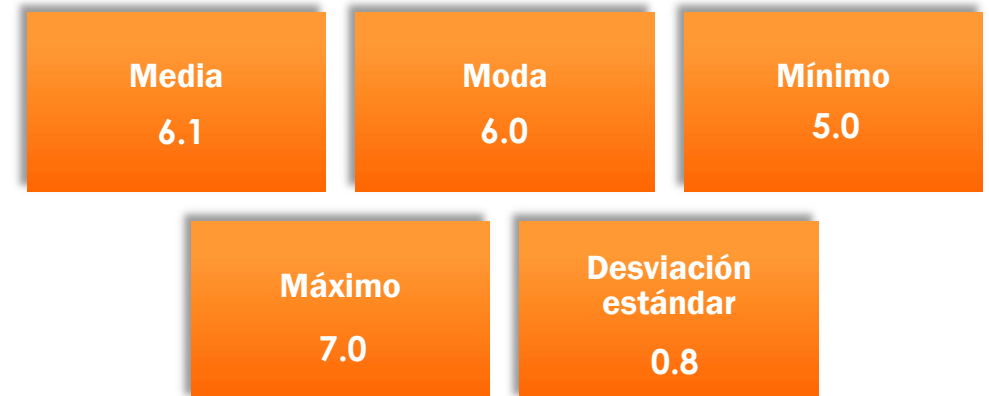 Media
6.1
Moda
6.0
Mínimo
5.0
Máximo
7.0
Desviación
estándar
0.8